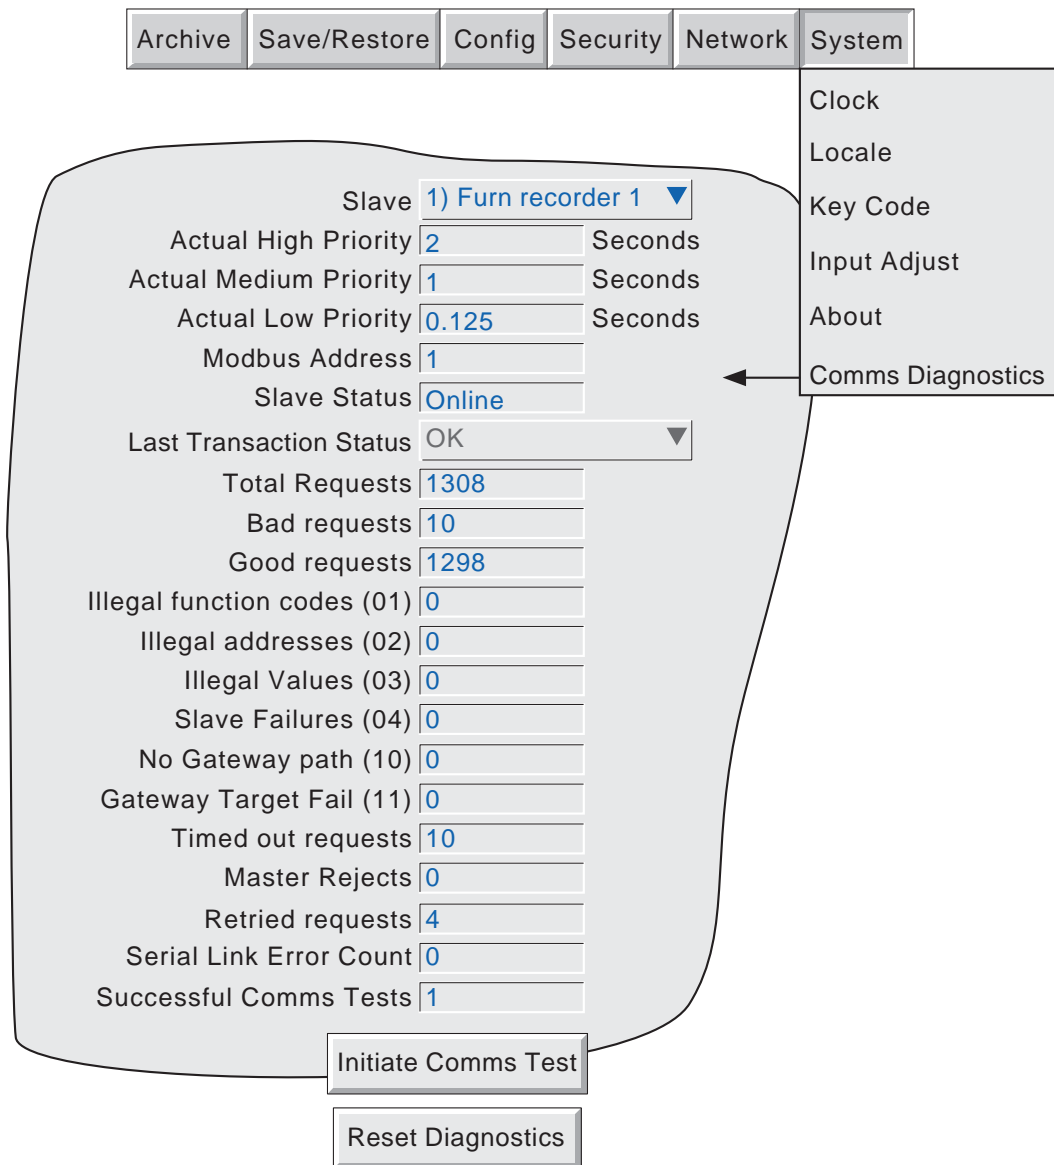 Archive Save/Restore Config Security Network System
Clock
Locale
Key Code
Input Adjust
About
Comms Diagnostics
Slave 1) Furn recorder 1
Actual High Priority 2 Seconds
Actual Medium Priority 1 Seconds
Actual Low Priority 0.125 Seconds
Modbus Address 1
Slave Status Online
Last Transaction Status OK
Total Requests 1308
Bad requests 10
Good requests 1298
Illegal function codes (01) 0
Illegal addresses (02) 0
Illegal Values (03) 0
Slave Failures (04) 0
No Gateway path (10) 0
Gateway Target Fail (11) 0
Timed out requests 10
Master Rejects 0
Retried requests 4
Serial Link Error Count 0
Successful Comms Tests 1
Initiate Comms Test
Reset Diagnostics